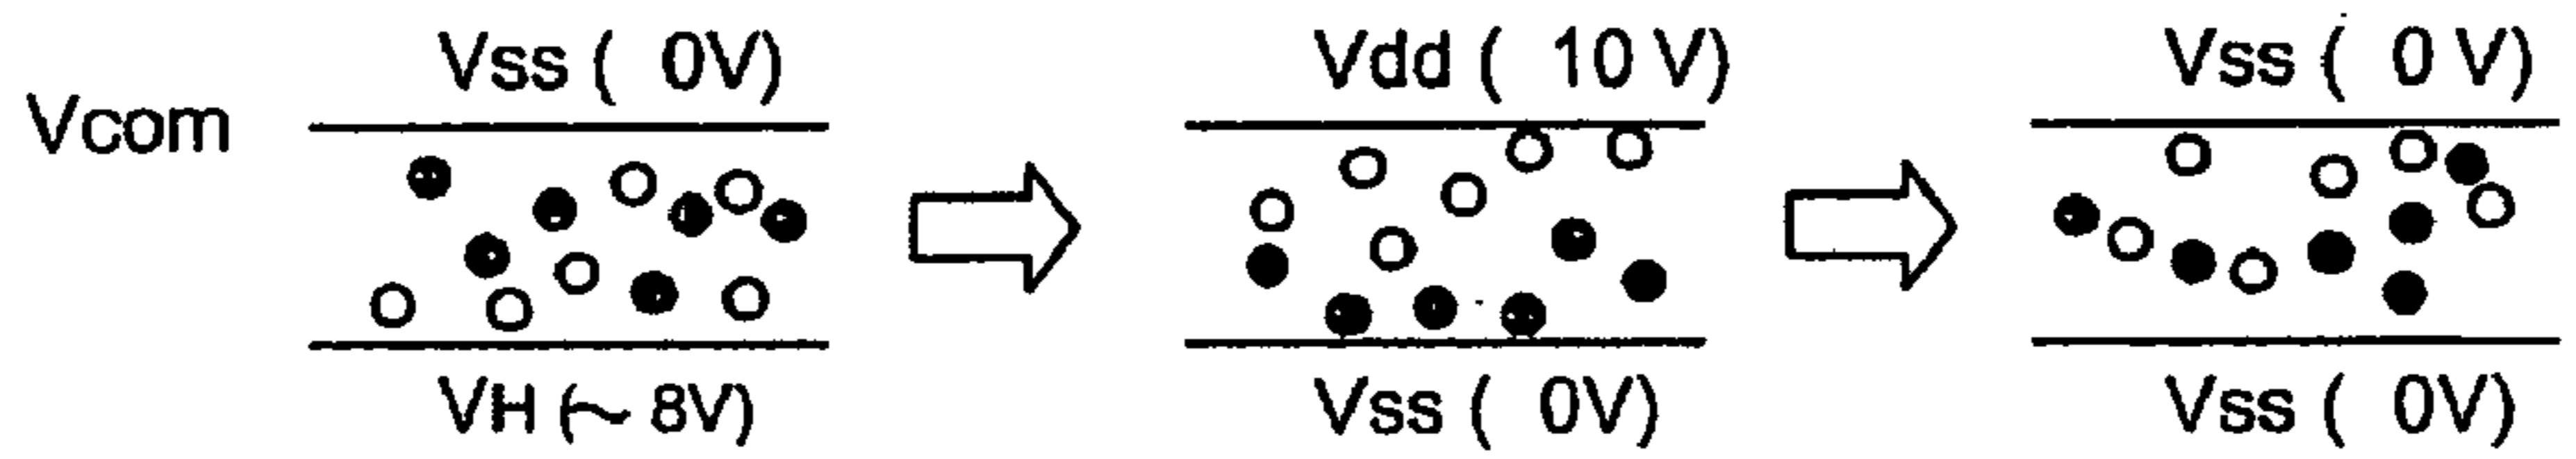 Vss ( 0V)
Vdd ( 10 V)
Vss ( 0 V)
Vcom
VH (~ 8V)
Vss ( 0V)
Vss ( 0V)